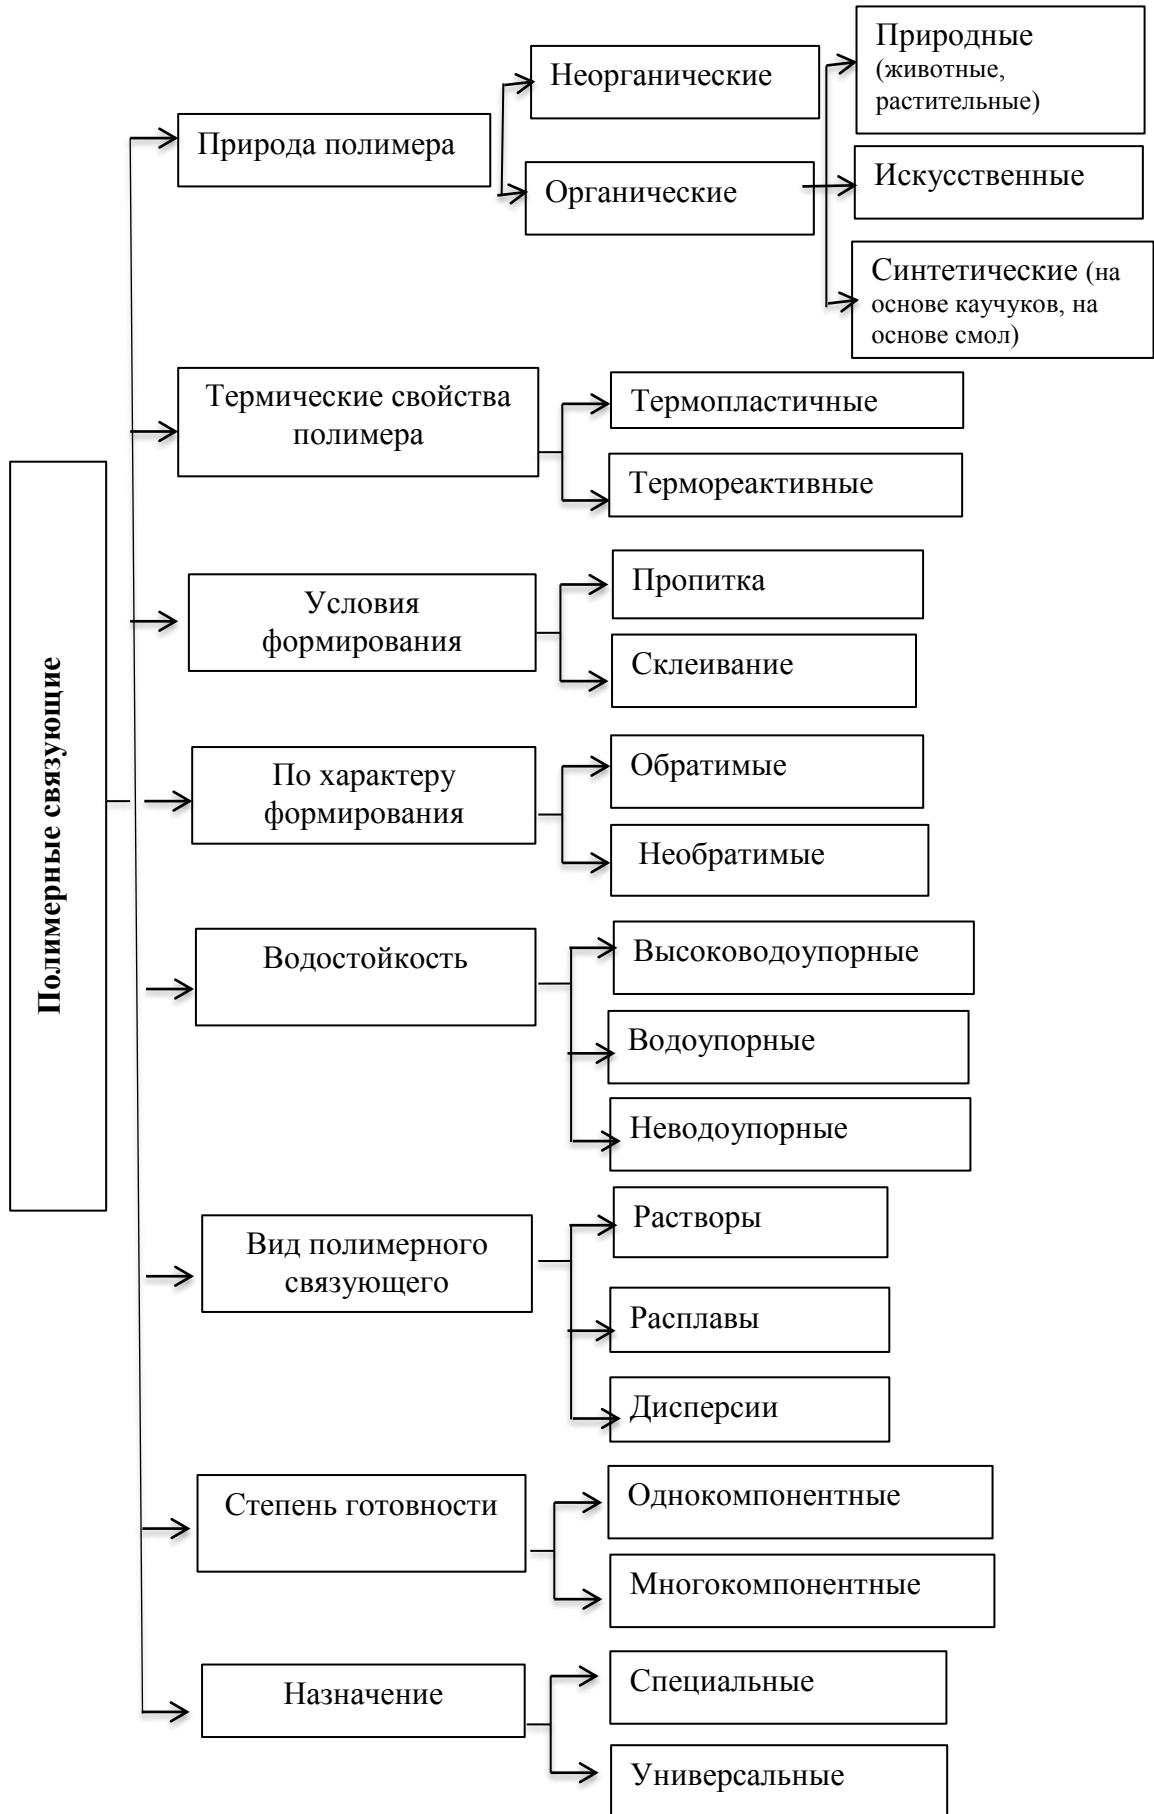 Полимерные связующие
Природа полимера
Неорганические
Органические
Природные
(животные,
растительные)
Искусственные
Синтетические (на
основе каучуков, на
основе смол)
Термические свойства
полимера
Термопластичные
Термореактивные
Условия
формирования
Пропитка
Склеивание
По характеру
формирования
Обратимые
Необратимые
Водостойкость
Высоководоупорные
Водоупорные
Неводоупорные
Вид полимерного
связующего
Растворы
Расплавы
Дисперсии
Степень готовности
Однокомпонентные
Многокомпонентные
Назначение
Специальные
Универсальные